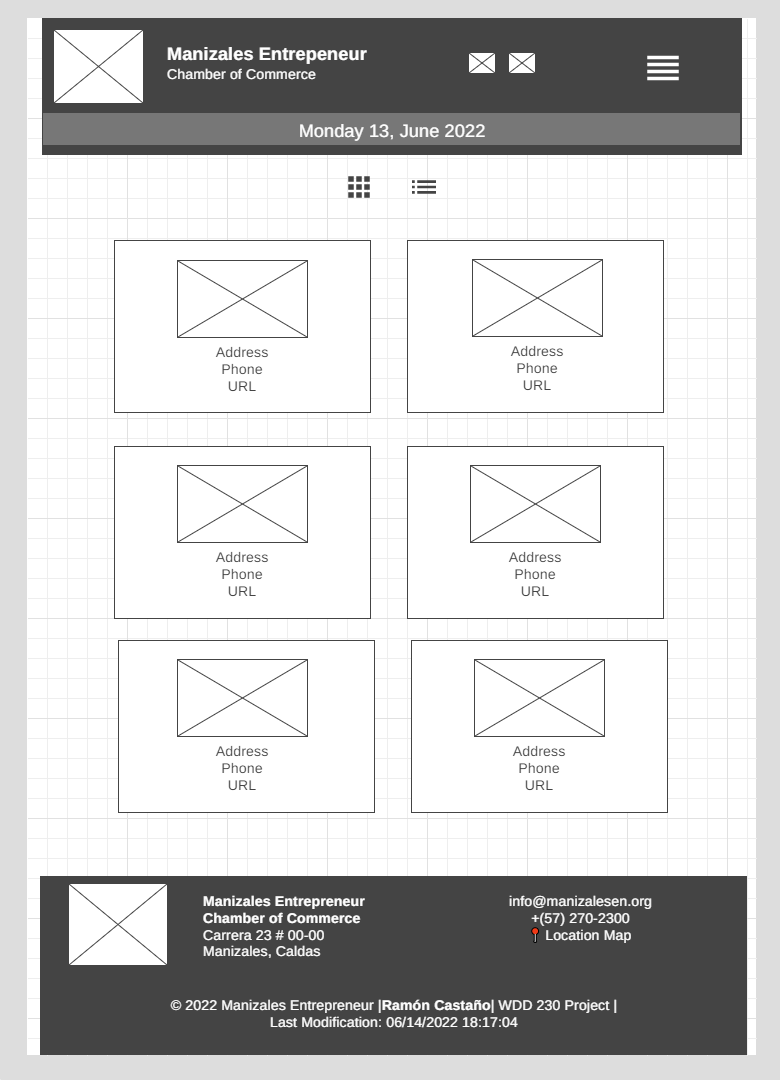 Manizales Entrepeneur
Chamber of Commerce
Monday 13, June 2022
Address
Phone
URL
Address
Phone
URL
Address
Phone
URL
Address
Phone
URL
Address
Phone
URL
Address
Phone
URL
Manizales Entrepreneur
Chamber of Commerce
Carrera 23 # 00-00
Manizales, Caldas
info@manizalesen.org
+(57) 270-2300
📍 Location Map
© 2022 Manizales Entrepreneur |Ramón Castaño| WDD 230 Project |
Last Modification: 06/14/2022 18:17:04